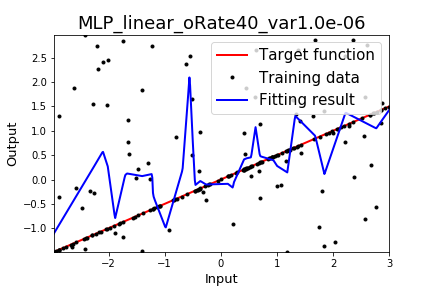 MLP_linear_oRate40_var1.0e-06
Target function
Training data
Fitting result
2.5
2.0
1.5
1.0
0.5
0.0
−0.5
−1.0
−2
−1
0
1
2
3
Output
Input